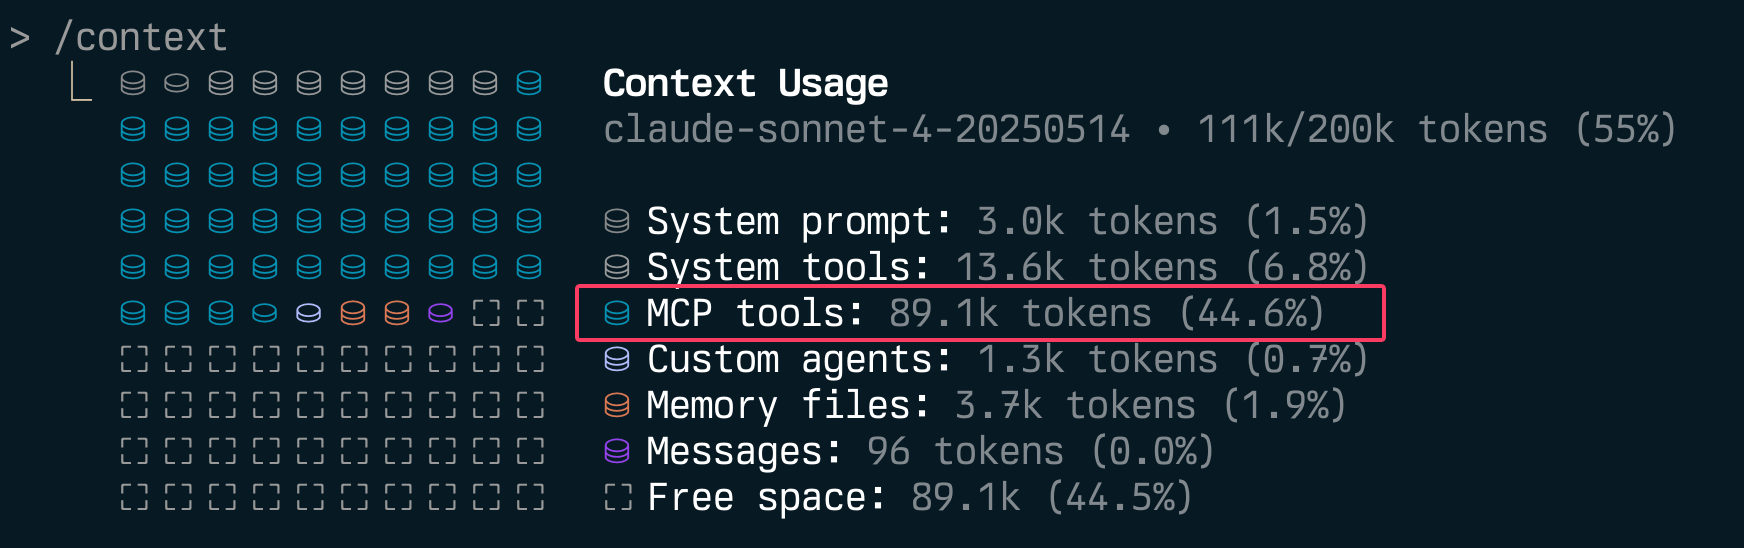 > /context
Context Usage
claude-sonnet-4-20250514 • 111k/200k tokens (55%)
System prompt: 3.0k tokens (1.5%)
System tools: 13.6k tokens (6.8%)
MCP tools: 89.1k tokens (44.6%)
Custom agents: 1.3k tokens (0.7%)
Memory files: 3.7k tokens (1.9%)
Messages: 96 tokens (0.0%)
Free space: 89.1k (44.5%)